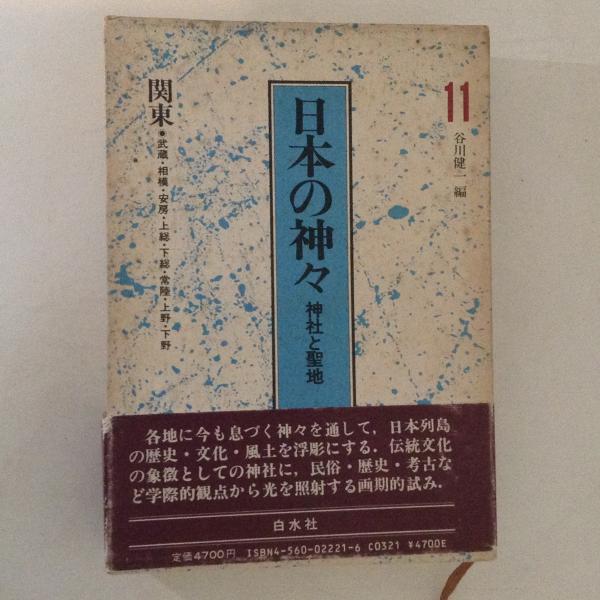 11
谷川健一 編
日本の神々
神社と聖地
関東●武蔵・相模・安房・上総・下総・常陸・上野・下野
各地に今も息づく神々を通して，日本列島
の歴史・文化・風土を浮彫にする．伝統文化
の象徴としての神社に，民俗・歴史・考古な
ど学際的観点から光を照射する画期的試み．
白水社
定価4700円 ISBN4-560-02221-6 C0321 ¥4700E